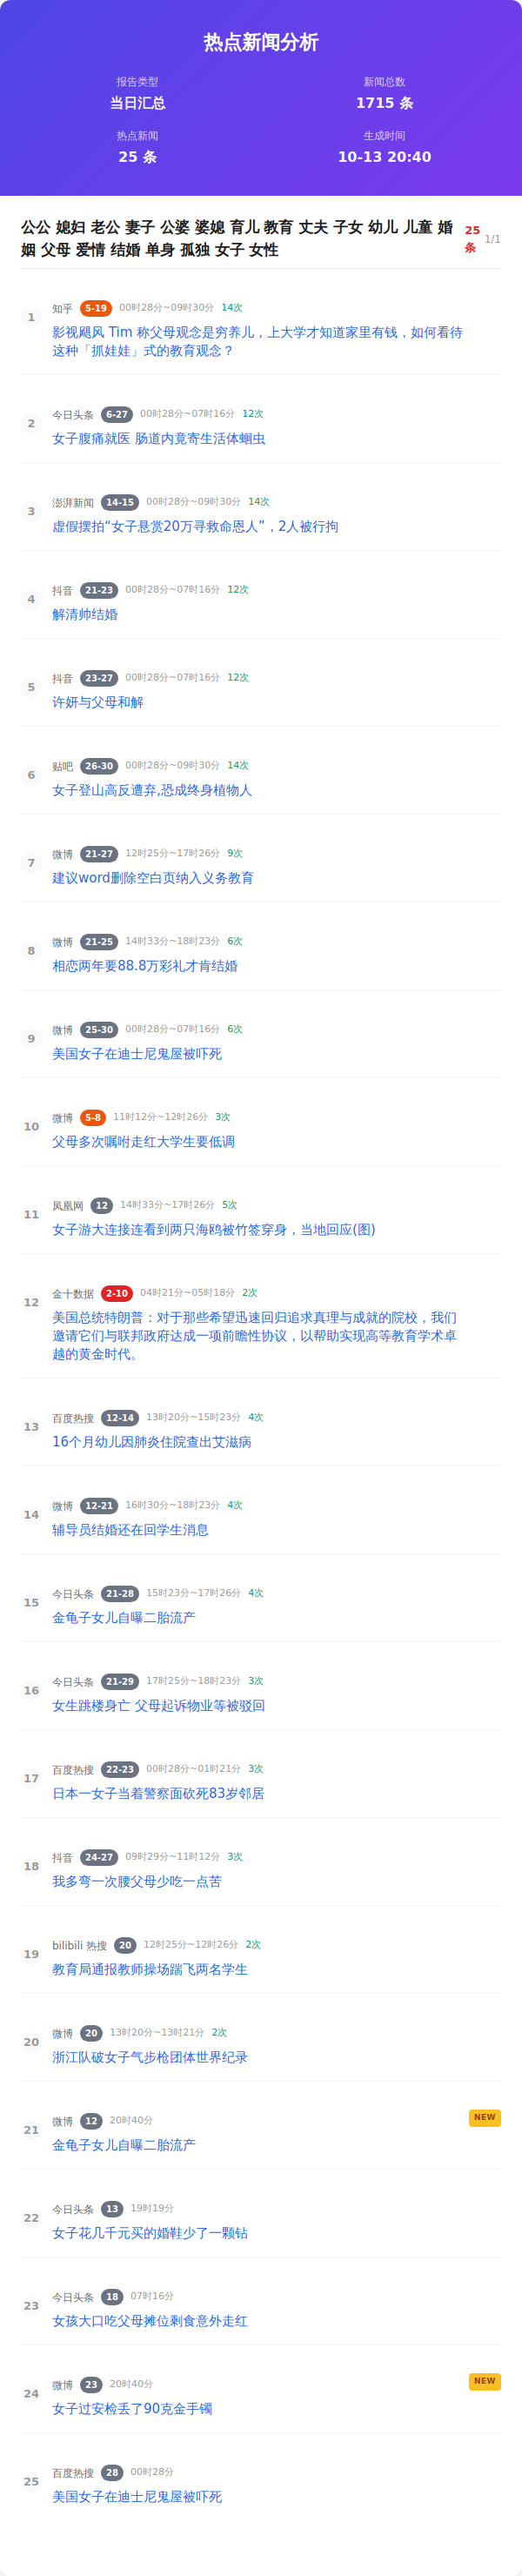 热点新闻分析
报告类型
当日汇总
新闻总数
1715 条
热点新闻
25 条
生成时间
10-13 20:40
公公 媳妇 老公 妻子 公婆 婆媳 育儿 教育 丈夫 子女 幼儿 儿童 婚
姻 父母 爱情 结婚 单身 孤独 女子 女性
25
条
1/1
1
知乎 5-19 00时28分~09时30分 14次
影视飓风 Tim 称父母观念是穷养儿，上大学才知道家里有钱，如何看待
这种「抓娃娃」式的教育观念？
2
今日头条 6-27 00时28分~07时16分 12次
女子腹痛就医 肠道内竟寄生活体蛔虫
3
澎湃新闻 14-15 00时28分~09时30分 14次
虚假摆拍“女子悬赏20万寻救命恩人”，2人被行拘
4
抖音 21-23 00时28分~07时16分 12次
解清帅结婚
5
抖音 23-27 00时28分~07时16分 12次
许妍与父母和解
6
贴吧 26-30 00时28分~09时30分 14次
女子登山高反遭弃,恐成终身植物人
7
微博 21-27 12时25分~17时26分 9次
建议word删除空白页纳入义务教育
8
微博 21-25 14时33分~18时23分 6次
相恋两年要88.8万彩礼才肯结婚
9
微博 25-30 00时28分~07时16分 6次
美国女子在迪士尼鬼屋被吓死
10
微博 5-8 11时12分~12时26分 3次
父母多次嘱咐走红大学生要低调
11
凤凰网 12 14时33分~17时26分 5次
女子游大连接连看到两只海鸥被竹签穿身，当地回应(图)
12
金十数据 2-10 04时21分~05时18分 2次
美国总统特朗普：对于那些希望迅速回归追求真理与成就的院校，我们
邀请它们与联邦政府达成一项前瞻性协议，以帮助实现高等教育学术卓
越的黄金时代。
13
百度热搜 12-14 13时20分~15时23分 4次
16个月幼儿因肺炎住院查出艾滋病
14
微博 12-21 16时30分~18时23分 4次
辅导员结婚还在回学生消息
15
今日头条 21-28 15时23分~17时26分 4次
金龟子女儿自曝二胎流产
16
今日头条 21-29 17时25分~18时23分 3次
女生跳楼身亡 父母起诉物业等被驳回
17
百度热搜 22-23 00时28分~01时21分 3次
日本一女子当着警察面砍死83岁邻居
18
抖音 24-27 09时29分~11时12分 3次
我多弯一次腰父母少吃一点苦
19
bilibili 热搜 20 12时25分~12时26分 2次
教育局通报教师操场踹飞两名学生
20
微博 20 13时20分~13时21分 2次
浙江队破女子气步枪团体世界纪录
21
微博 12 20时40分
NEW
金龟子女儿自曝二胎流产
22
今日头条 13 19时19分
女子花几千元买的婚鞋少了一颗钻
23
今日头条 18 07时16分
女孩大口吃父母摊位剩食意外走红
24
微博 23 20时40分
NEW
女子过安检丢了90克金手镯
25
百度热搜 28 00时28分
美国女子在迪士尼鬼屋被吓死